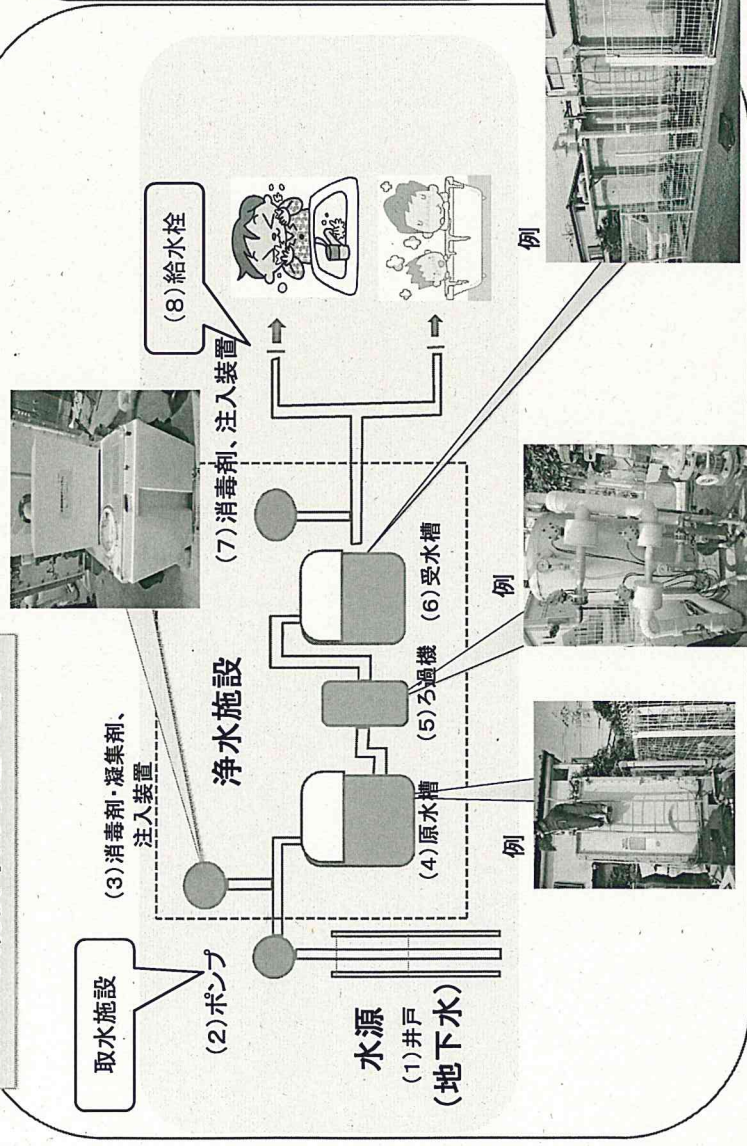 取水施設
(2)ポンプ
水源
(1)井戸
(地下水)
(3)消毒剤・凝集剤、
注入装置
浄水施設
(4)原水槽
(5)ろ過機
(6)受水槽
(7)消毒剤、注入装置
(8)給水栓
例
例
例